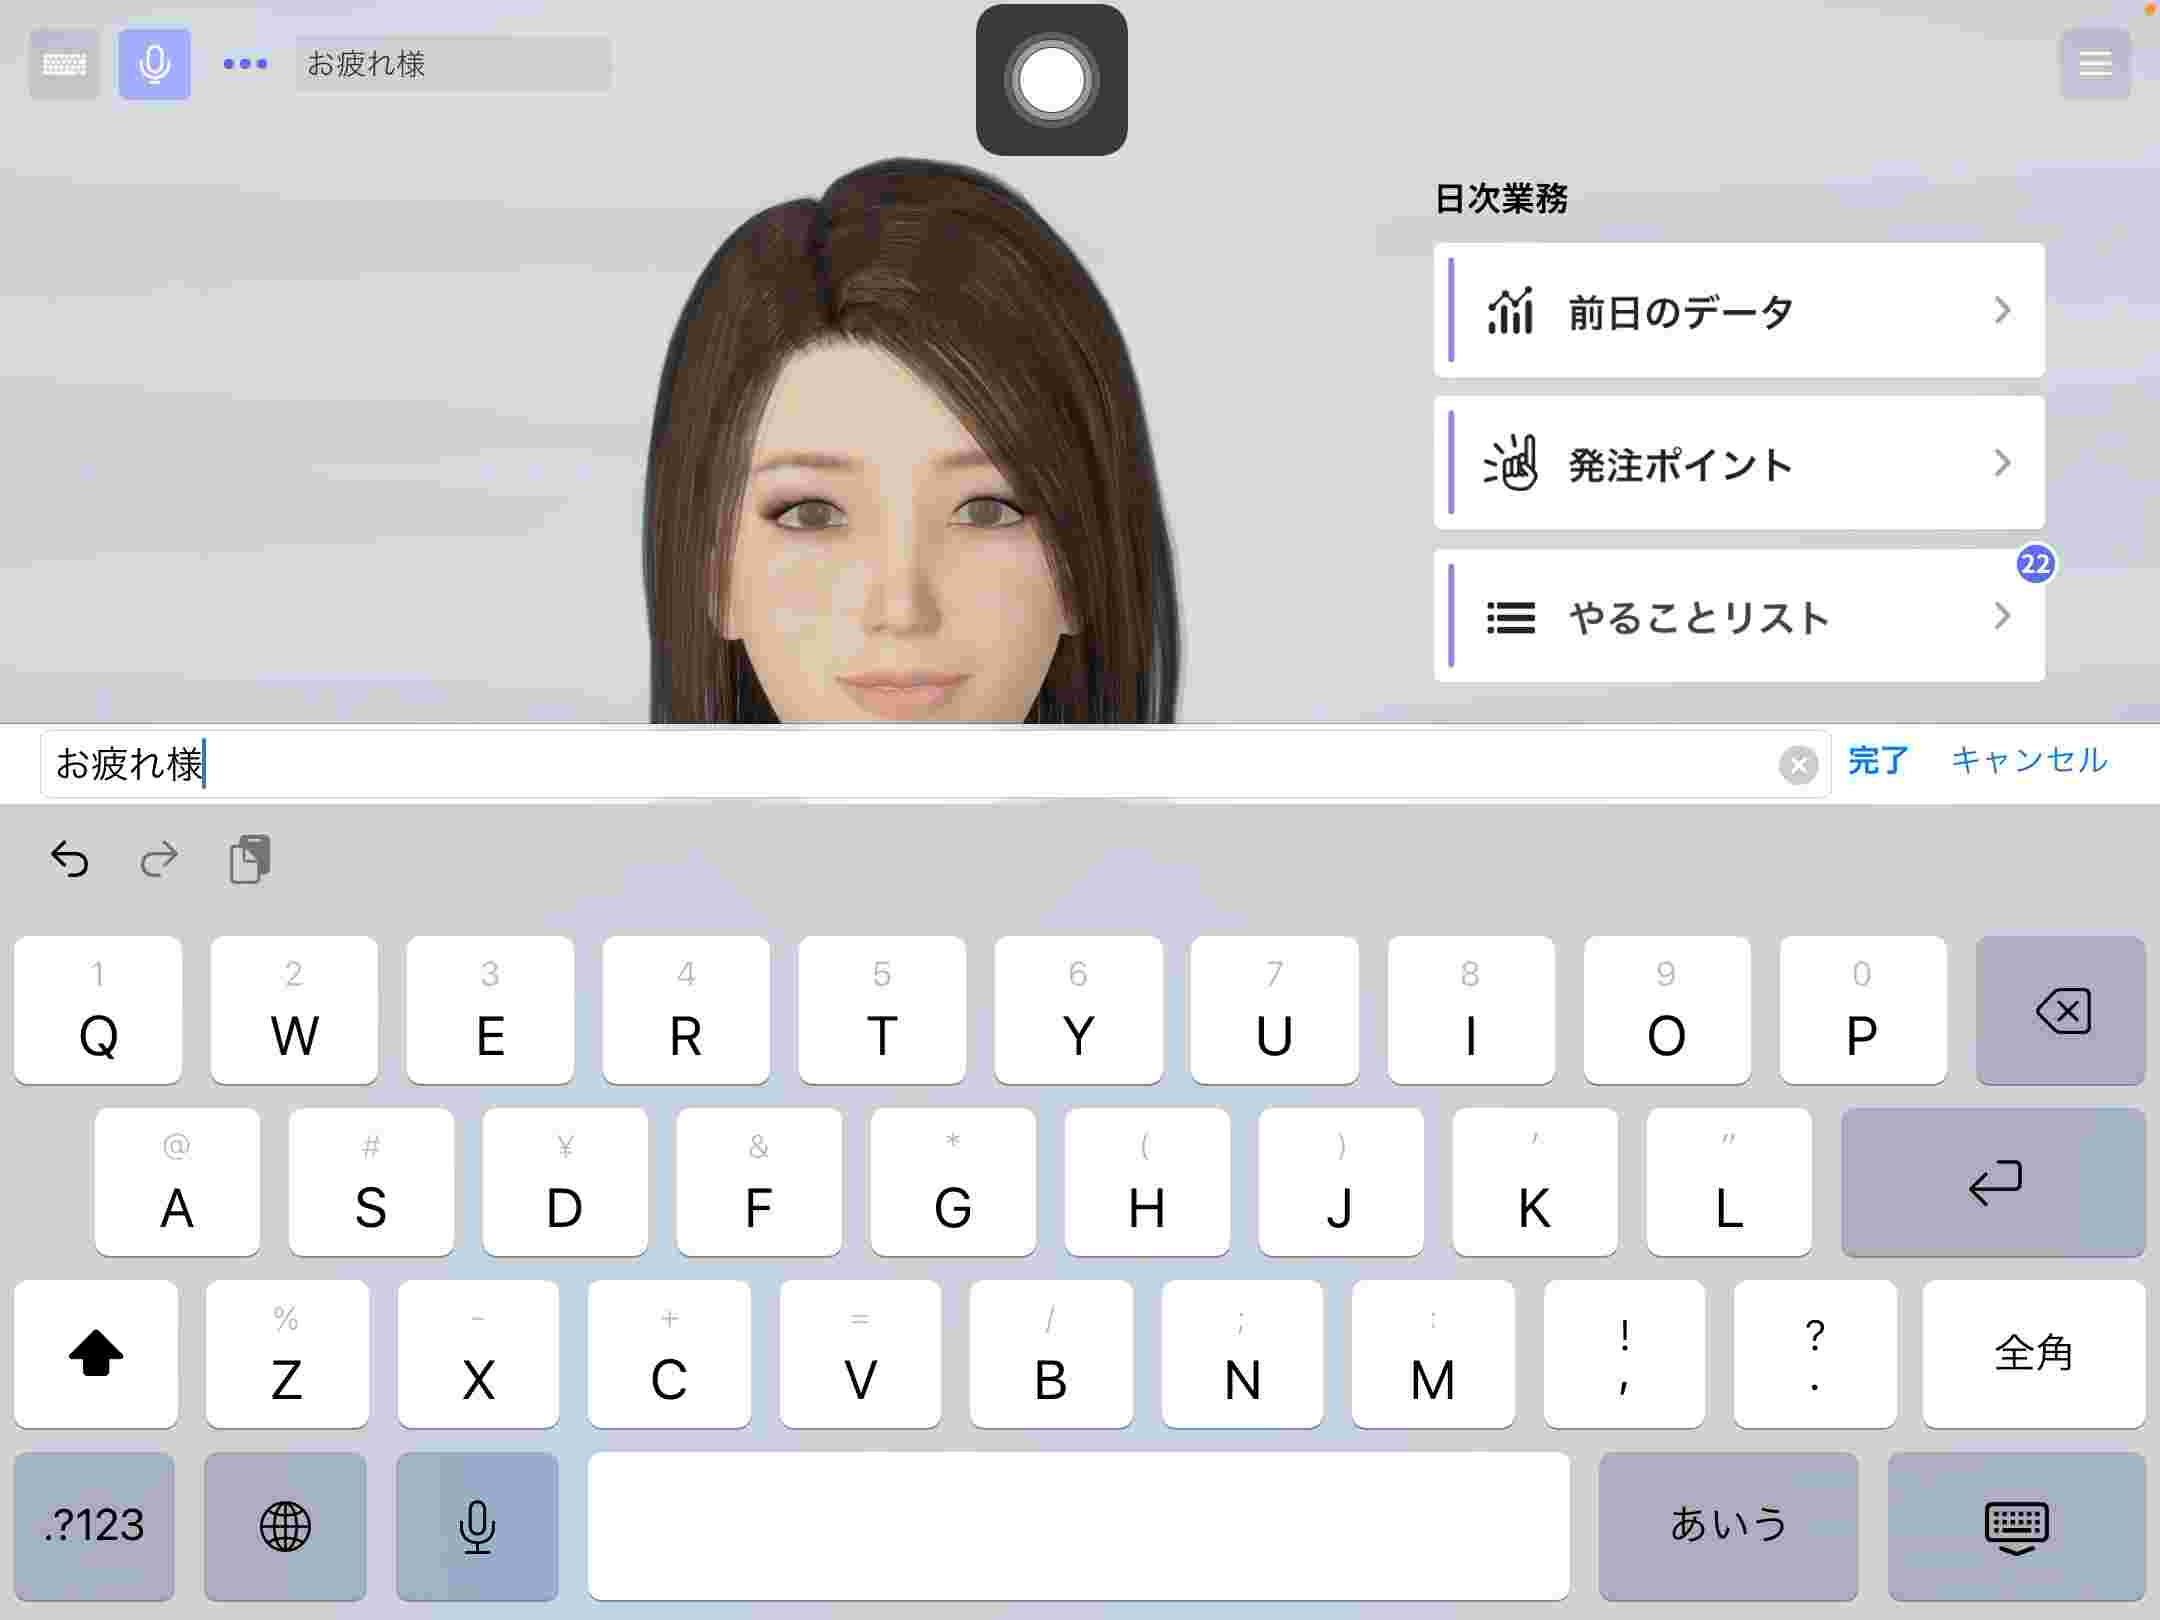 お疲れ様
日次業務
前日のデータ
発注ポイント
22
やることリスト
お疲れ様 完了 キャンセル
1 2 3 4 5 6 7 8 9 0
Q W E R T Y U I O P
@ # ¥ & * ( ) ' "
A S D F G H J K L
% - + = / ; : ! ?
Z X C V B N M , . 全角
.?123 あいう